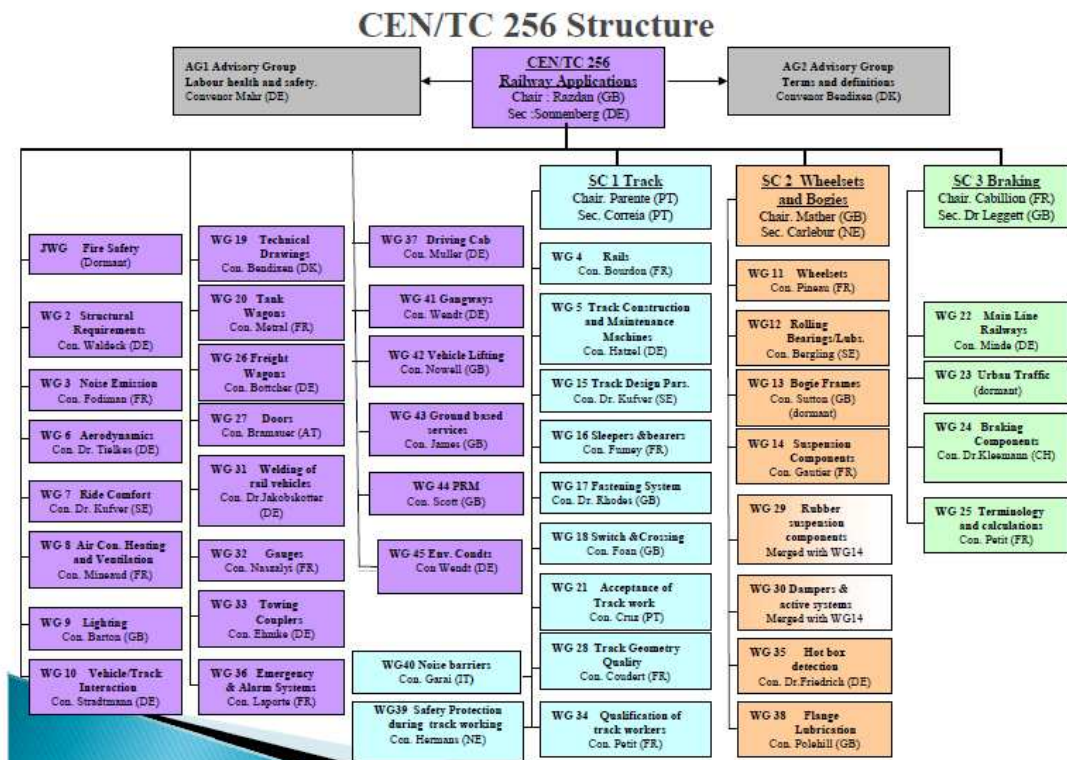 CEN/TC 256 Structure
AG1 Advisory Group
Labour health and safety.
Convenor Mahr (DE)
CEN/TC 256
Railway Applications
Chair : Razdan (GB)
Sec :Sonnenberg (DE)
AG2 Advisory Group
Terms and definitions
Convenor Bendixen (DK)
JWG Fire Safety
(Dormant)
WG 2 Structural
Requirements
Con. Waldeck (DE)
WG 3 Noise Emission
Con. Fodiman (FR)
WG 6 Aerodynamics
Con. Dr. Tielkes (DE)
WG 7 Ride Comfort
Con. Dr. Kufver (SE)
WG 8 Air Con. Heating
and Ventilation
Con. Mineaud (FR)
WG 9 Lighting
Con. Barton (GB)
WG 10 Vehicle/Track
Interaction
Con. Stradtmann (DE)
WG 19 Technical
Drawings
Con. Bendixen (DK)
WG 20 Tank
Wagons
Con. Metral (FR)
WG 26 Freight
Wagons
Con. Bottcher (DE)
WG 27 Doors
Con. Bramauer (AT)
WG 31 Welding of
rail vehicles
Con. Dr.Jakobskotter
(DE)
WG 32 Gauges
Con. Naszalyi (FR)
WG 33 Towing
Couplers
Con. Ehmke (DE)
WG 36 Emergency
& Alarm Systems
Con. Laporte (FR)
WG 37 Driving Cab
Con. Muller (DE)
WG 41 Gangways
Con. Wendt (DE)
WG 42 Vehicle Lifting
Con. Nowell (GB)
WG 43 Ground based
services
Con. James (GB)
WG 44 PRM
Con. Scott (GB)
WG 45 Env. Condts
Con Wendt (DE)
WG40 Noise barriers
Con. Garai (IT)
WG39 Safety Protection
during track working
Con. Hermans (NE)
SC 1 Track
Chair. Parente (PT)
Sec. Correia (PT)
WG 4 Rails
Con. Bourdon (FR)
WG 5 Track Construction
and Maintenance
Machines
Con. Hatzel (DE)
WG 15 Track Design Pars.
Con. Dr. Kufver (SE)
WG 16 Sleepers &bearers
Con. Fumey (FR)
WG 17 Fastening System
Con. Dr. Rhodes (GB)
WG 18 Switch &Crossing
Con. Foan (GB)
WG 21 Acceptance of
Track work
Con. Cruz (PT)
WG 28 Track Geometry
Quality
Con. Coudert (FR)
WG 34 Qualification of
track workers
Con. Petit (FR)
SC 2 Wheelsets
and Bogies
Chair. Mather (GB)
Sec. Carlebur (NE)
WG 11 Wheelsets
Con. Pineau (FR)
WG12 Rolling
Bearings/Lubs.
Con. Bergling (SE)
WG 13 Bogie Frames
Con. Sutton (GB)
(dormant)
WG 14 Suspension
Components
Con. Gautier (FR)
WG 29 Rubber
suspension
components
Merged with WG14
WG 30 Dampers &
active systems
Merged with WG14
WG 35 Hot box
detection
Con. Dr.Friedrich (DE)
WG 38 Flange
Lubrication
Con. Polehill (GB)
SC 3 Braking
Chair. Cabillion (FR)
Sec. Dr Leggett (GB)
WG 22 Main Line
Railways
Con. Minde (DE)
WG 23 Urban Traffic
(dormant)
WG 24 Braking
Components
Con. Dr.Kleemann (CH)
WG 25 Terminology
and calculations
Con. Petit (FR)